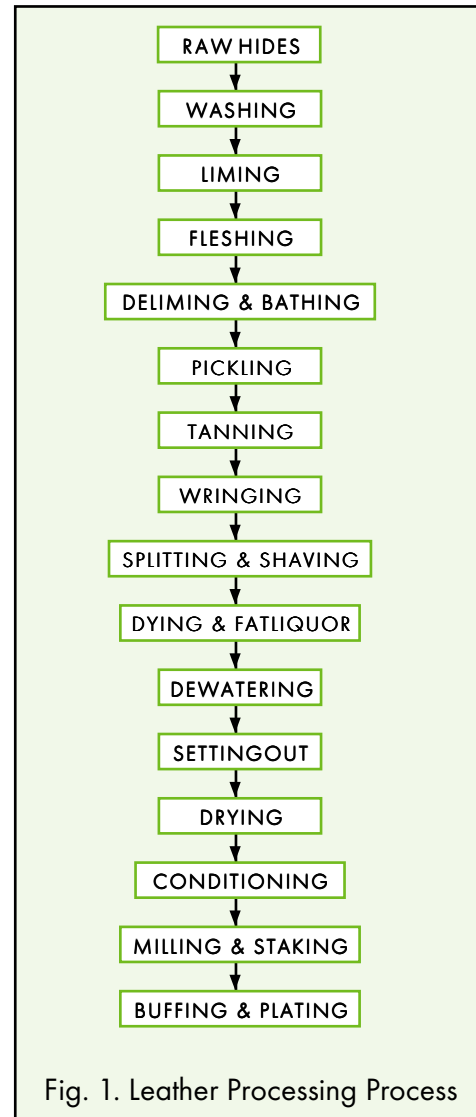 RAW HIDES
WASHING
LIMING
FLESHING
DELIMING & BATHING
PICKLING
TANNING
WRINGING
SPLITTING & SHAVING
DYING & FATLIQUOR
DEWATERING
SETTINGOUT
DRYING
CONDITIONING
MILLING & STAKING
BUFFING & PLATING
Fig. 1. Leather Processing Process